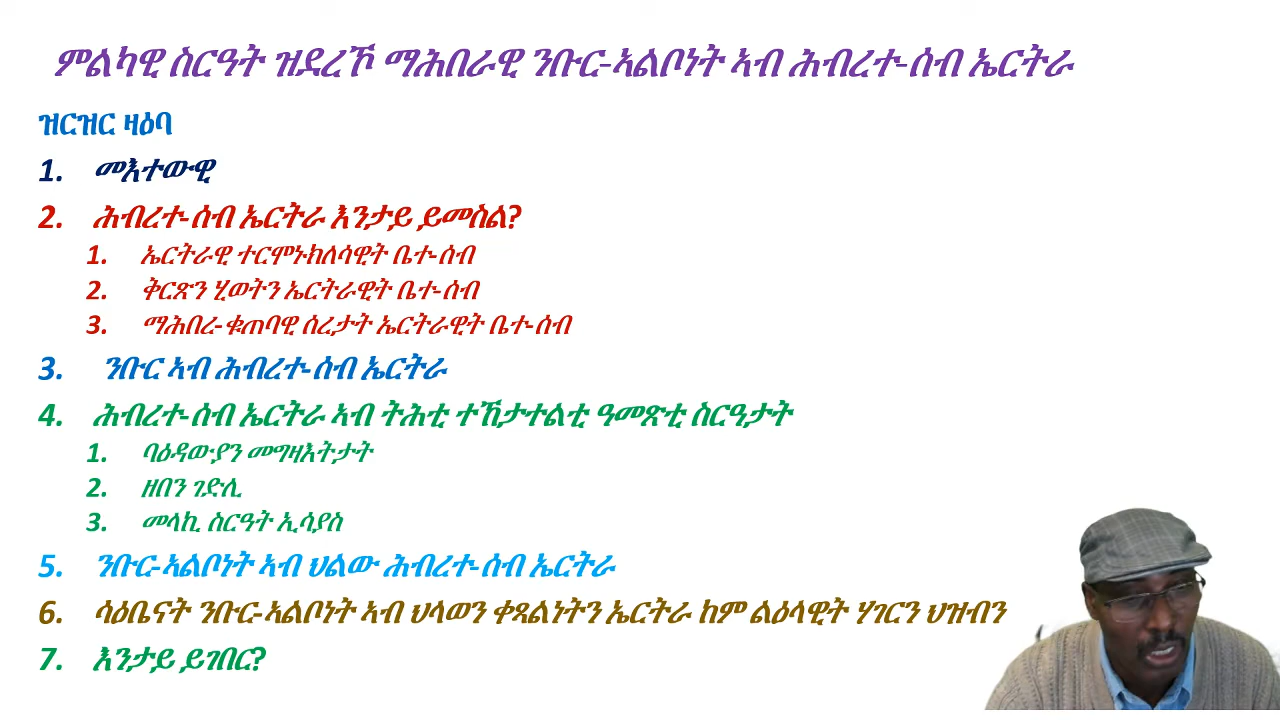 ምልካዊ ስርዓት ዝደረኾ ማሕበራዊ ንቡር-ኣልቦነት ኣብ ሕብረተ-ሰብ ኤርትራ
ዝርዝር ዛዕባ
1. መእተውዊ
2. ሕብረተ-ሰብ ኤርትራ እንታይ ይመስል?
1. ኤርትራዊ ተርሞኑክለሳዊት ቤተ-ሰብ
2. ቅርጽን ሂወትን ኤርትራዊት ቤተ-ሰብ
3. ማሕበረ-ቁጠባዊ ሰረታት ኤርትራዊት ቤተ-ሰብ
3. ንቡር ኣብ ሕብረተ-ሰብ ኤርትራ
4. ሕብረተ-ሰብ ኤርትራ ኣብ ትሕቲ ተኸታተልቲ ዓመጽቲ ስርዓታት
1. ባዕዳውያን መግዛእትታት
2. ዘበን ገድሊ
3. መላኪ ስርዓት ኢሳያስ
5. ንቡር-ኣልቦነት ኣብ ህልው ሕብረተ-ሰብ ኤርትራ
6. ሳዕቤናት ንቡር-ኣልቦነት ኣብ ህላወን ቀጻልነትን ኤርትራ ከም ልዕላዊት ሃገርን ህዝብን
7. እንታይ ይገበር?